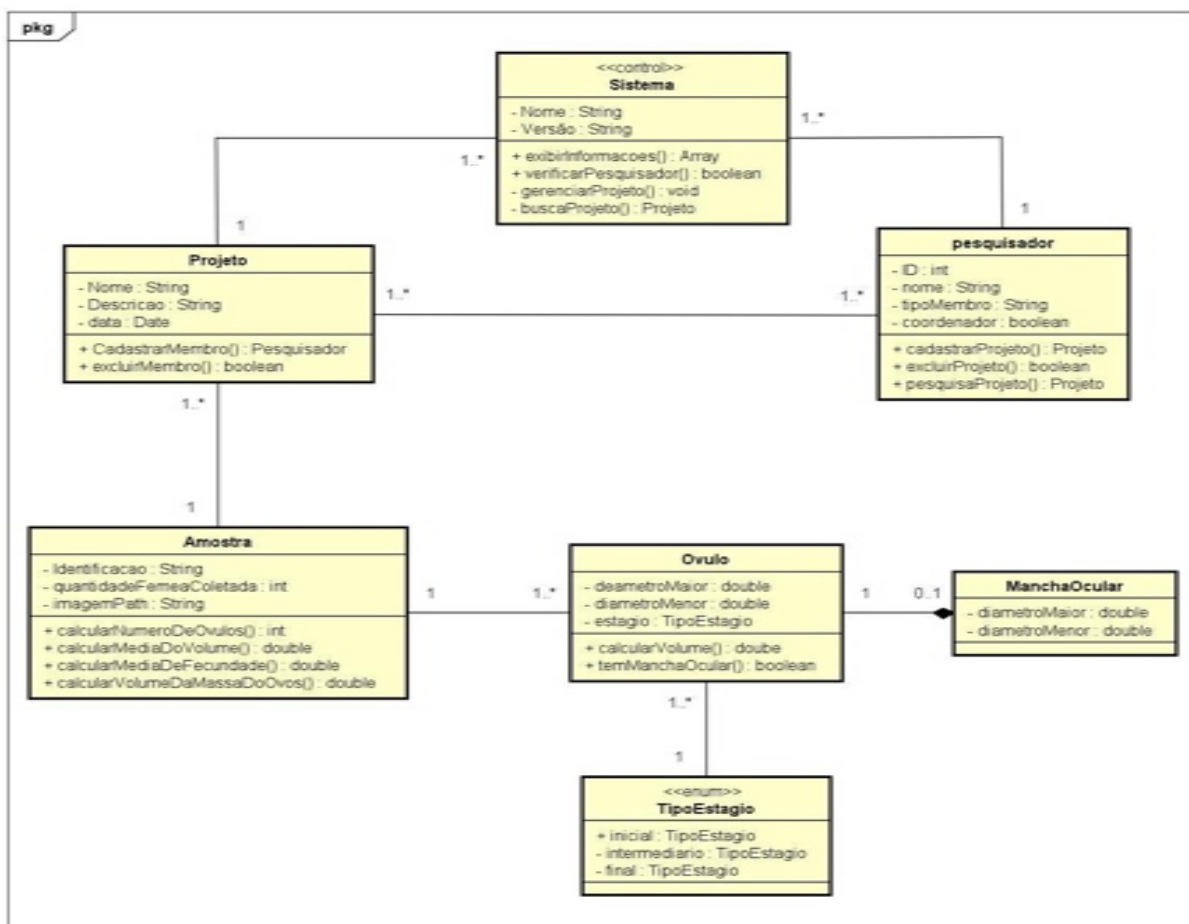 pkg
<<control>>
Sistema
- Nome : String
- Versão : String
+ exibirInformacoes() : Array
+ verificarPesquisador() : boolean
- gerenciarProjeto() : void
- buscaProjeto() : Projeto
1..*
1..*
1
1
Projeto
- Nome : String
- Descricao : String
- data : Date
+ CadastrarMembro() : Pesquisador
+ excluirMembro() : boolean
pesquisador
- ID : int
- nome : String
- tipoMembro : String
- coordenador : boolean
+ cadastrarProjeto() : Projeto
+ excluirProjeto() : boolean
+ pesquisaProjeto() : Projeto
1..*
1..*
1..*
1
Amostra
- Identificacao : String
- quantidadeFemeaColetada : int
- imagemPath : String
+ calcularNumeroDeOvulos() : int
+ calcularMediaDoVolume() : double
+ calcularMediaDeFecundade() : double
+ calcularVolumeDaMassaDoOvos() : double
1
1..*
Ovulo
- deametroMaior : double
- diametroMenor : double
- estagio : TipoEstagio
+ calcularVolume() : doube
+ temManchaOcular() : boolean
1
0..1
ManchaOcular
- diametroMaior : double
- diametroMenor : double
1..*
1
<<enum>>
TipoEstagio
+ inicial : TipoEstagio
- intermediario : TipoEstagio
- final : TipoEstagio